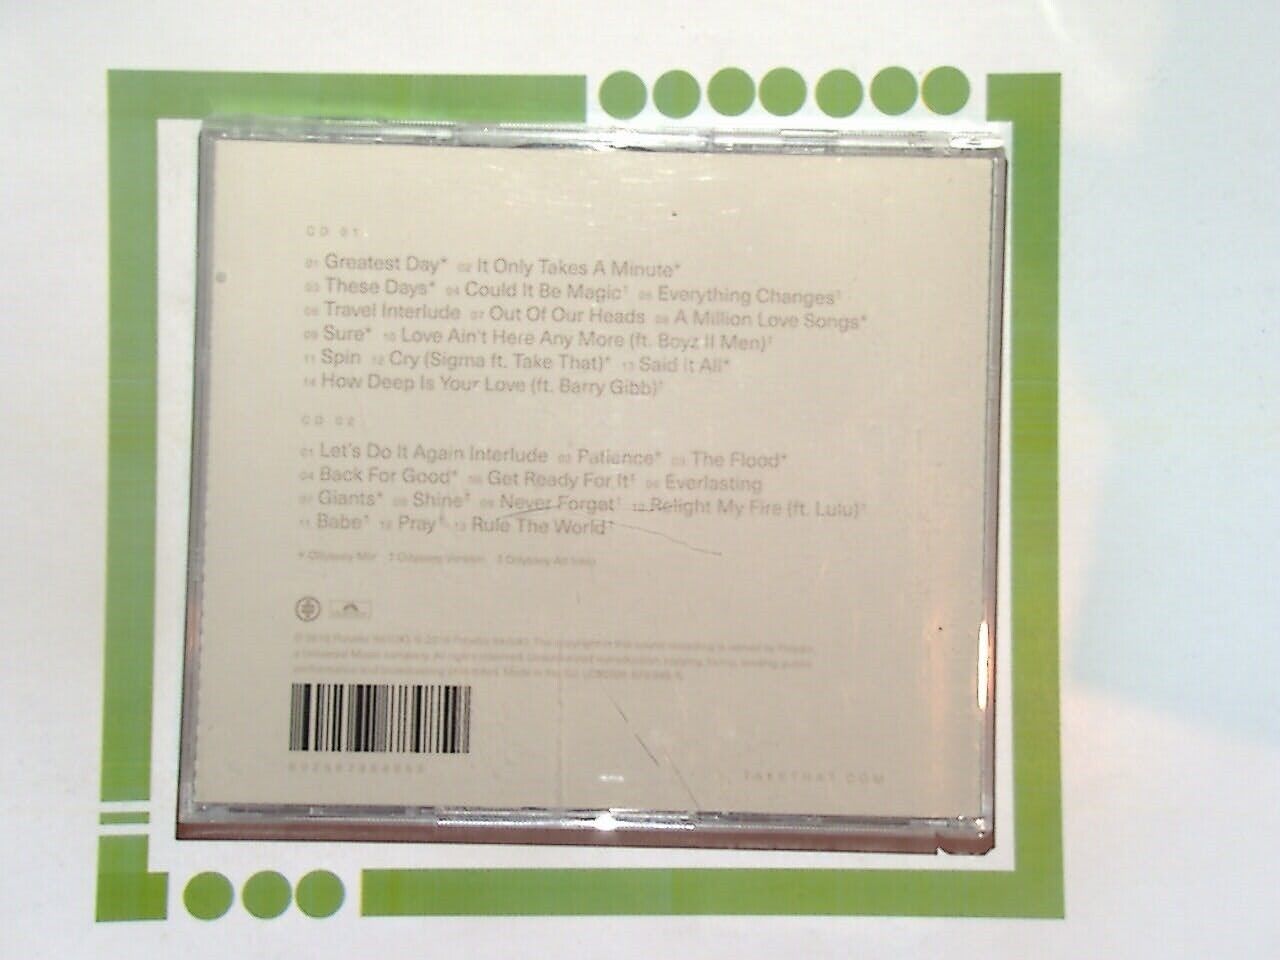 CD 01
01 Greatest Day* 02 It Only Takes A Minute*
03 These Days* 04 Could It Be Magic† 05 Everything Changes†
06 Travel Interlude 07 Out Of Our Heads 08 A Million Love Songs*
09 Sure* 10 Love Ain't Here Any More (ft. Boyz II Men)†
11 Spin 12 Cry (Sigma ft. Take That)* 13 Said It All*
14 How Deep Is Your Love (ft. Barry Gibb)†
CD 02
01 Let's Do It Again Interlude 02 Patience* 03 The Flood*
04 Back For Good* 05 Get Ready For It‡ 06 Everlasting
07 Giants* 08 Shine‡ 09 Never Forget† 10 Relight My Fire (ft. Lulu)†
11 Babe† 12 Pray† 13 Rule The World†
* Odyssey Mix † Odyssey Version ‡ Odyssey
TAKETHAT.COM